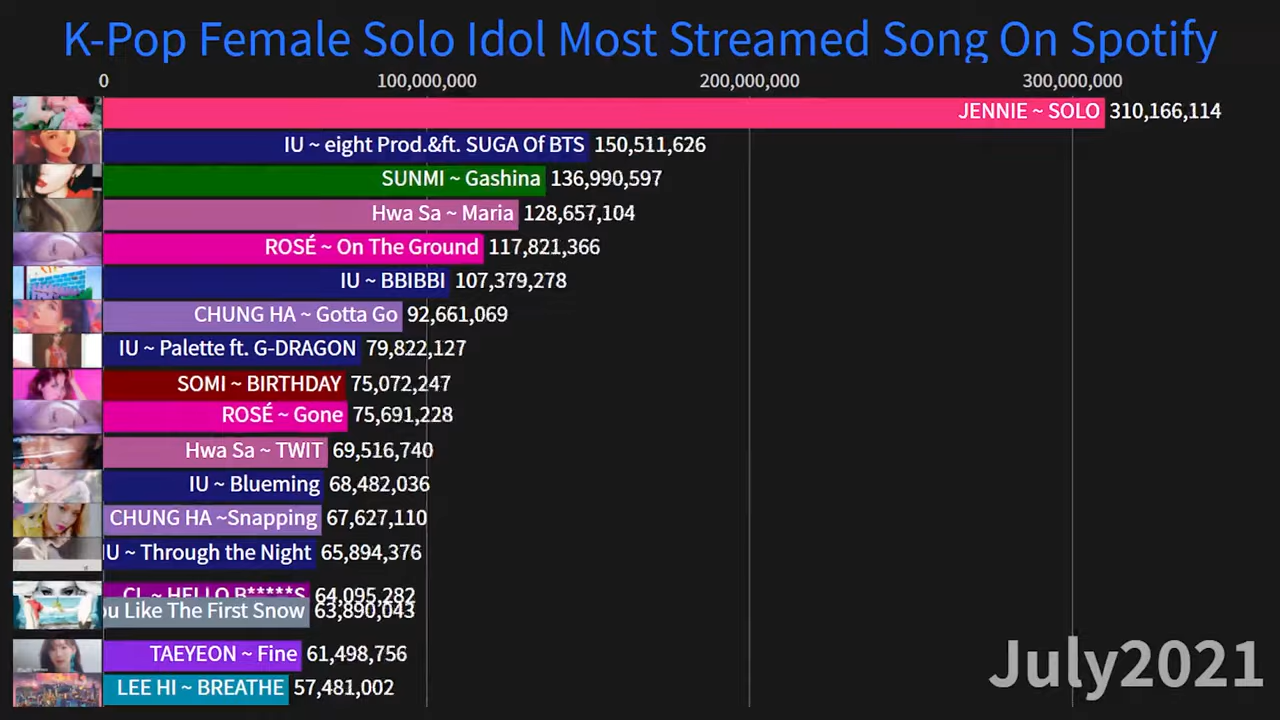 K-Pop Female Solo Idol Most Streamed Song On Spotify
0 100,000,000 200,000,000 300,000,000
JENNIE ~ SOLO 310,166,114
IU ~ eight Prod.&ft. SUGA Of BTS 150,511,626
SUNMI ~ Gashina 136,990,597
Hwa Sa ~ Maria 128,657,104
ROSÉ ~ On The Ground 117,821,366
IU ~ BBIBBI 107,379,278
CHUNG HA ~ Gotta Go 92,661,069
IU ~ Palette ft. G-DRAGON 79,822,127
SOMI ~ BIRTHDAY 75,072,247
ROSÉ ~ Gone 75,691,228
Hwa Sa ~ TWIT 69,516,740
IU ~ Blueming 68,482,036
CHUNG HA ~Snapping 67,627,110
IU ~ Through the Night 65,894,376
CL ~ HELLO B*****S 64,095,282
ou Like The First Snow 63,890,043
TAEYEON ~ Fine 61,498,756
LEE HI ~ BREATHE 57,481,002
July2021